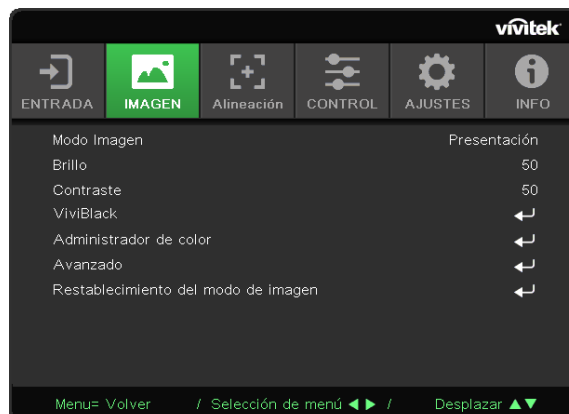 vivitek
ENTRADA IMAGEN Alineación CONTROL AJUSTES INFO
Modo Imagen Presentación
Brillo 50
Contraste 50
ViviBlack
Administrador de color
Avanzado
Restablecimiento del modo de imagen
Menu= Volver / Selección de menú ◀ ▶ / Desplazar ▲▼